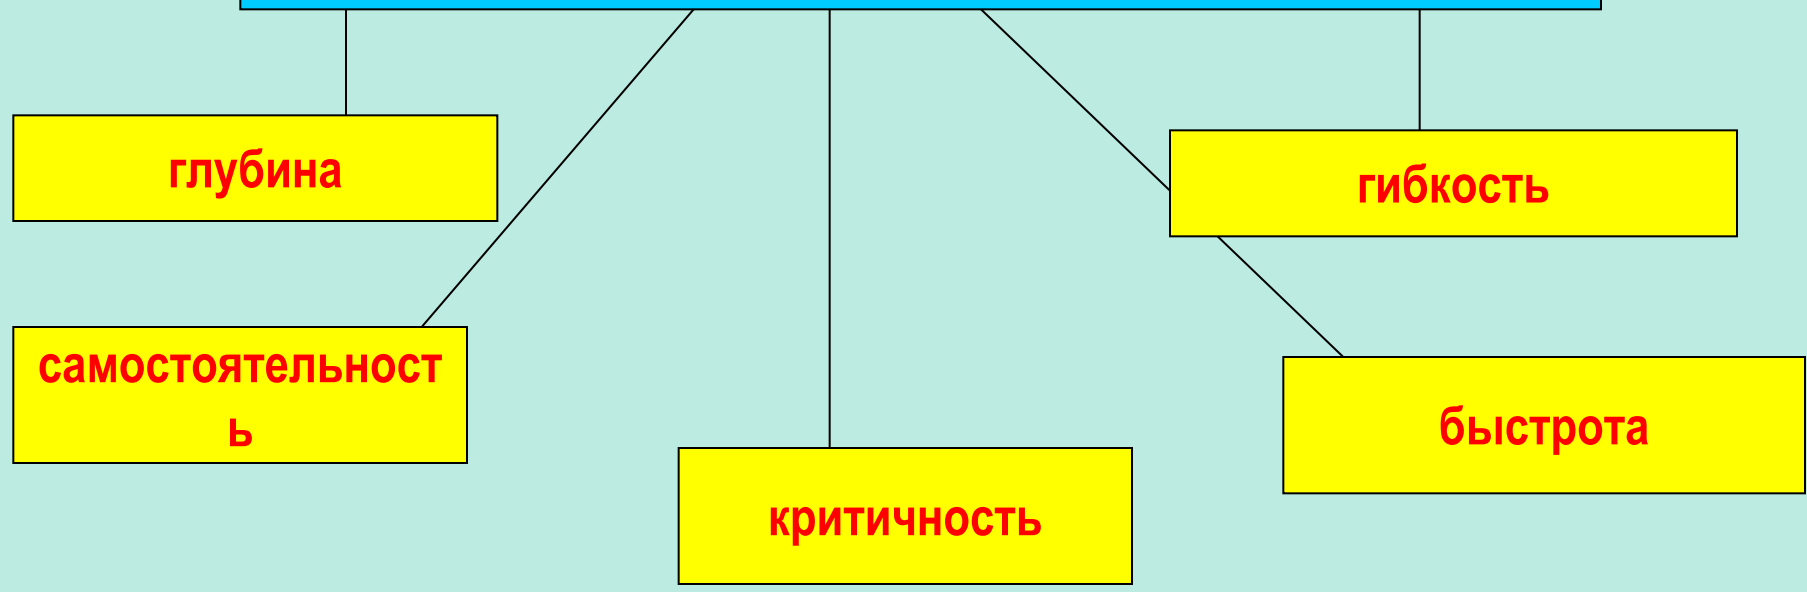 глубина
гибкость
самостоятельност
ь
быстрота
критичность